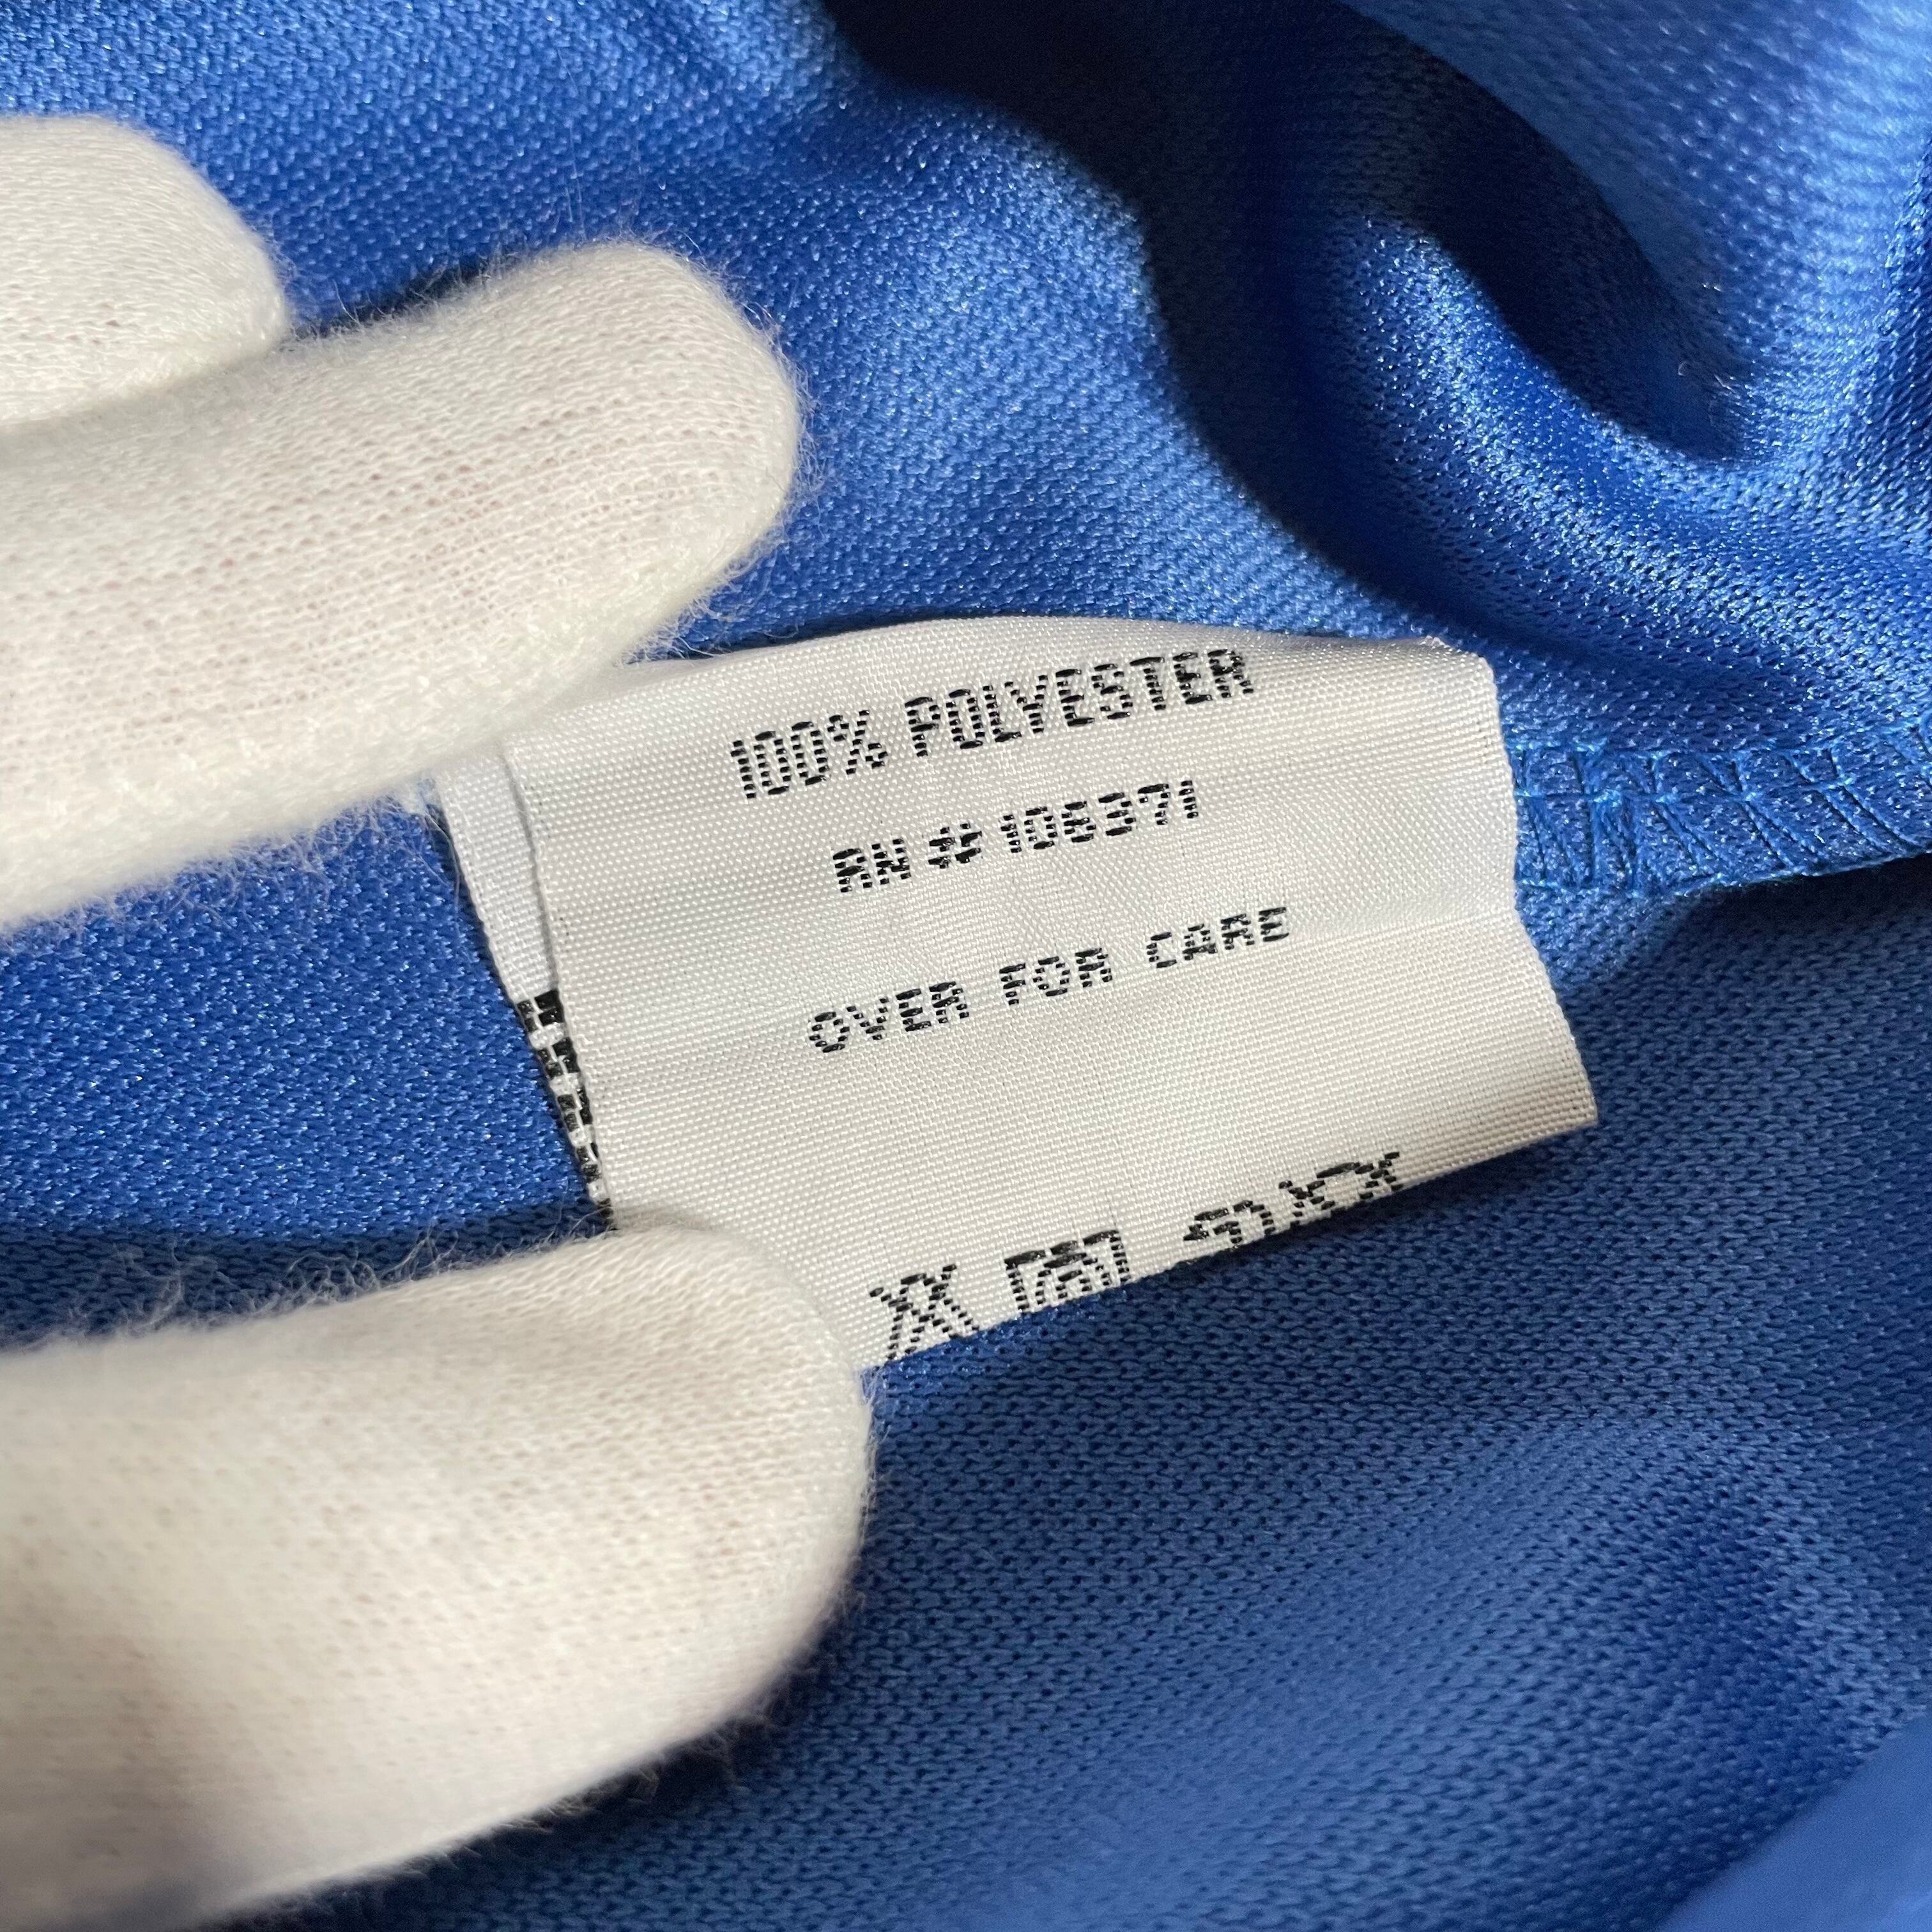 100% POLYESTER
RN # 106371
OVER FOR CARE